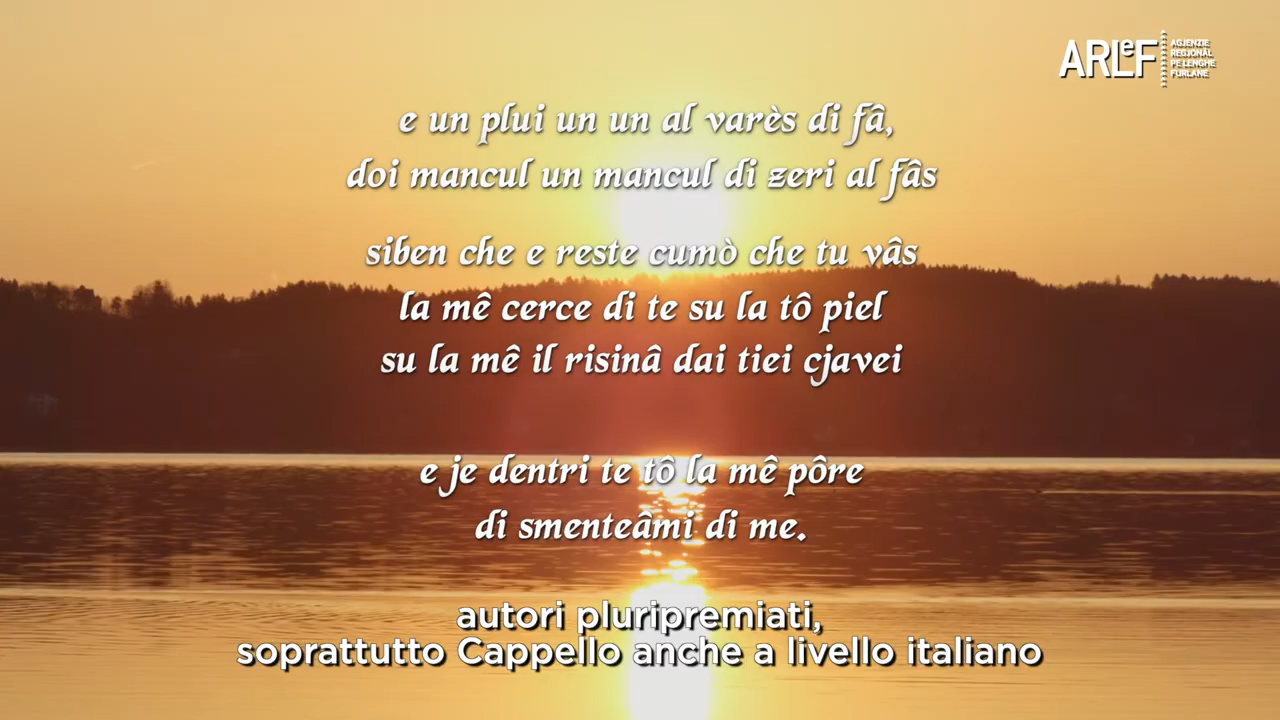 ARLeF
AGJENZIE
REGJONÂL
PE LENGHE
FURLANE
e un plui un un al varès di fâ,
doi mancul un mancul di zeri al fâs
siben che e reste cumò che tu vâs
la mê cerce di te su la tô piel
su la mê il risinâ dai tiei cjavei
e je dentri te tô la mê pôre
di smenteâmi di me.
autori pluripremiati,
soprattutto Cappello anche a livello italiano